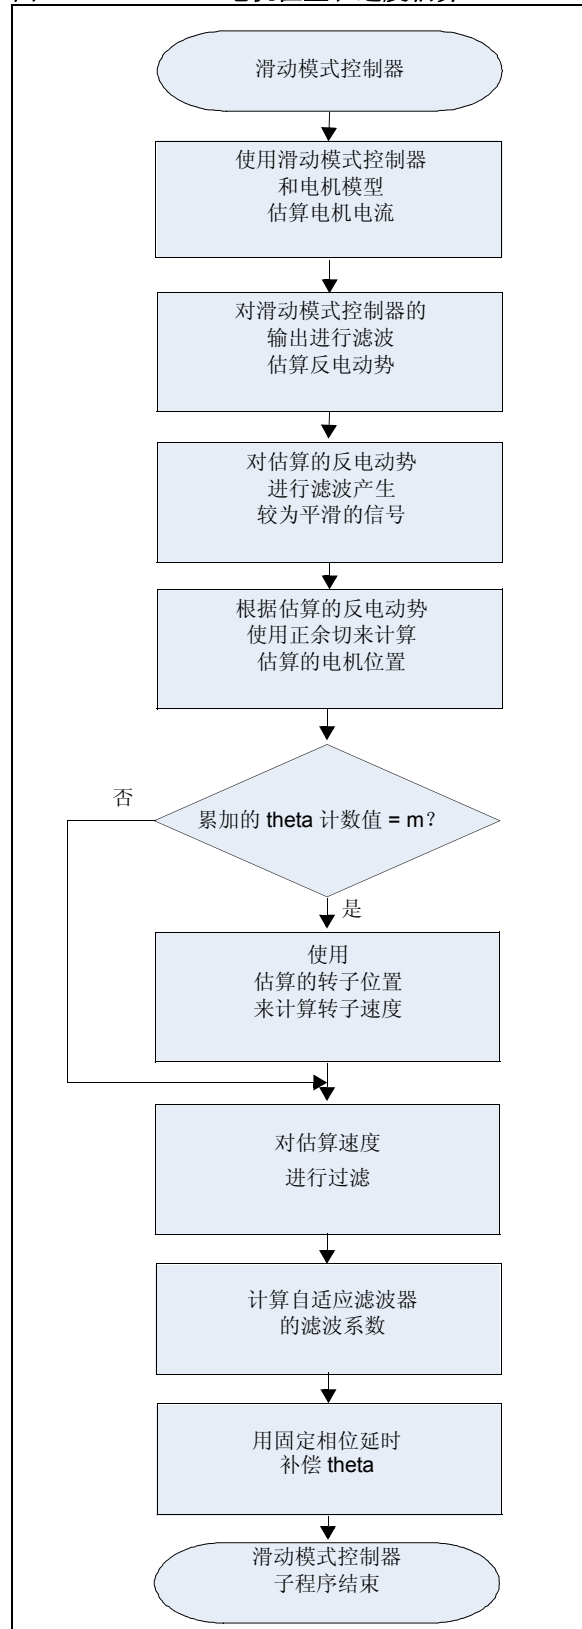 滑动模式控制器
使用滑动模式控制器
和电机模型
估算电机电流
对滑动模式控制器的
输出进行滤波
估算反电动势
对估算的反电动势
进行滤波产生
较为平滑的信号
根据估算的反电动势
使用正余切来计算
估算的电机位置
否
累加的 theta 计数值 = m？
是
使用
估算的转子位置
来计算转子速度
对估算速度
进行过滤
计算自适应滤波器
的滤波系数
用固定相位延时
补偿 theta
滑动模式控制器
子程序结束